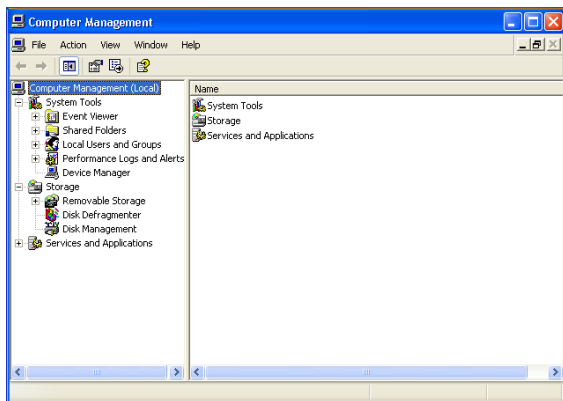 Computer Management
File Action View Window Help
Computer Management (Local)
System Tools
Event Viewer
Shared Folders
Local Users and Groups
Performance Logs and Alerts
Device Manager
Storage
Removable Storage
Disk Defragmenter
Disk Management
Services and Applications
Name
System Tools
Storage
Services and Applications